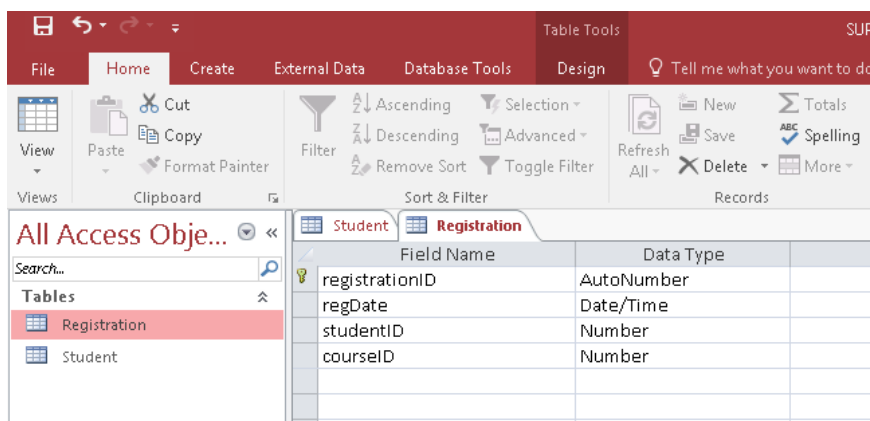 Table Tools
SUP
File Home Create External Data Database Tools Design Tell me what you want to do
View
Paste
Cut
Copy
Format Painter
Filter
Ascending
Descending
Remove Sort
Selection
Advanced
Toggle Filter
Refresh
All
New
Save
Delete
Totals
Spelling
More
Views Clipboard Sort & Filter Records
All Access Obje...
Search...
Tables
Registration
Student
Student Registration
Field Name Data Type
registrationID AutoNumber
regDate Date/Time
studentID Number
courseID Number